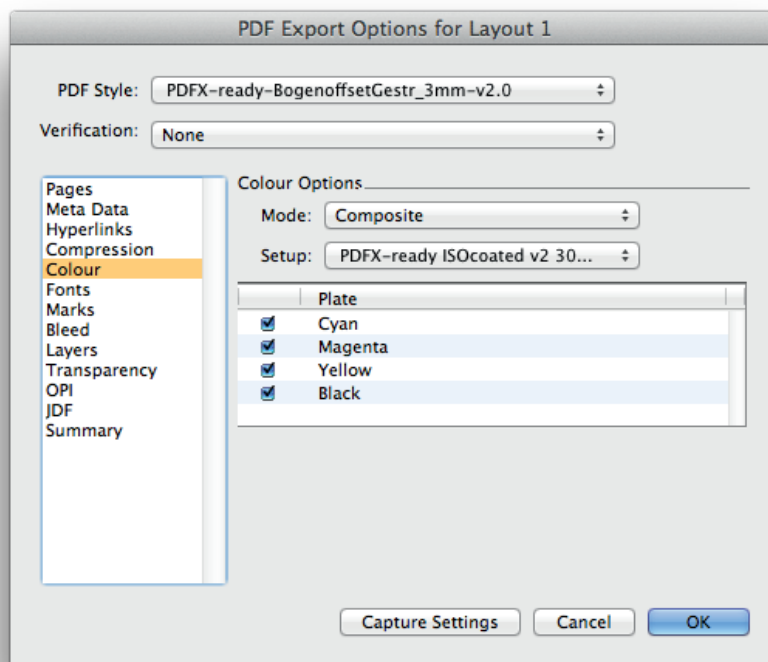 PDF Export Options for Layout 1
PDF Style: PDFX-ready-BogenoffsetGestr_3mm-v2.0
Verification: None
Pages
Meta Data
Hyperlinks
Compression
Colour
Fonts
Marks
Bleed
Layers
Transparency
OPI
JDF
Summary
Colour Options
Mode: Composite
Setup: PDFX-ready ISOcoated v2 30...
Plate
Cyan
Magenta
Yellow
Black
Capture Settings Cancel OK